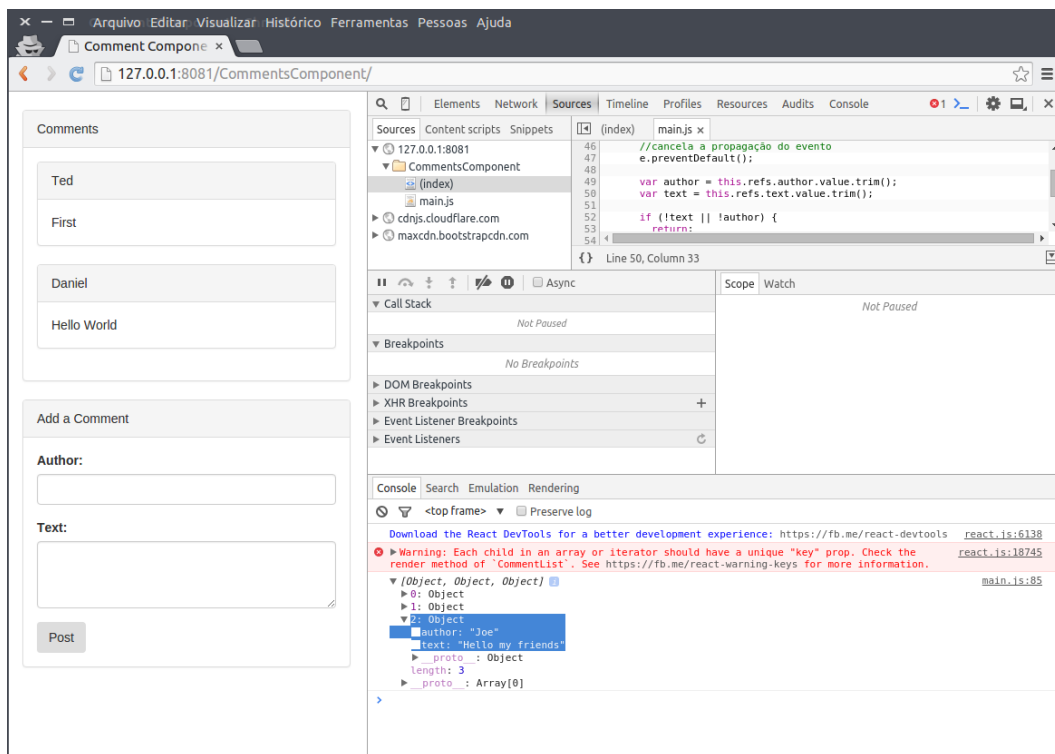 Arquivo Editar Visualizar Histórico Ferramentas Pessoas Ajuda
Comment Compone ×
127.0.0.1:8081/CommentsComponent/
Comments
Ted
First
Daniel
Hello World
Add a Comment
Author:
Text:
Post
Elements Network Sources Timeline Profiles Resources Audits Console 1
Sources Content scripts Snippets
127.0.0.1:8081
CommentsComponent
(index)
main.js
cdnjs.cloudflare.com
maxcdn.bootstrapcdn.com
(index) main.js ×
46 //cancela a propagação do evento
47 e.preventDefault();
48
49 var author = this.refs.author.value.trim();
50 var text = this.refs.text.value.trim();
51
52 if (!text || !author) {
53 return;
54
{} Line 50, Column 33
Async
Call Stack
Not Paused
Breakpoints
No Breakpoints
DOM Breakpoints
XHR Breakpoints +
Event Listener Breakpoints
Event Listeners
Scope Watch
Not Paused
Console Search Emulation Rendering
<top frame> ▼ Preserve log
Download the React DevTools for a better development experience: https://fb.me/react-devtools react.js:6138
Warning: Each child in an array or iterator should have a unique "key" prop. Check the react.js:18745
render method of `CommentList`. See https://fb.me/react-warning-keys for more information.
[Object, Object, Object] main.js:85
0: Object
1: Object
2: Object
author: "Joe"
text: "Hello my friends"
__proto__: Object
length: 3
__proto__: Array[0]
>